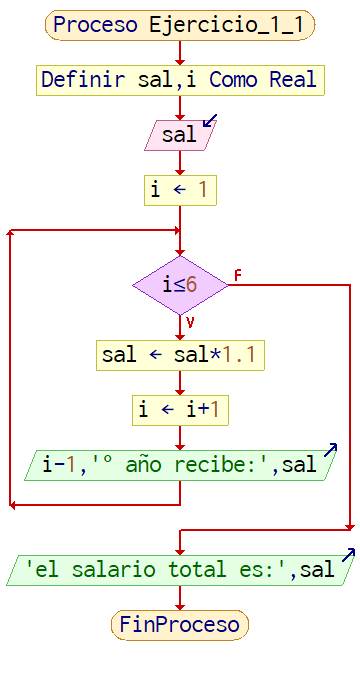 Proceso Ejercicio_1_1
Definir sal,i Como Real
sal
i ← 1
i≤6
F
V
sal ← sal*1.1
i ← i+1
i-1,'° año recibe:',sal
'el salario total es:',sal
FinProceso